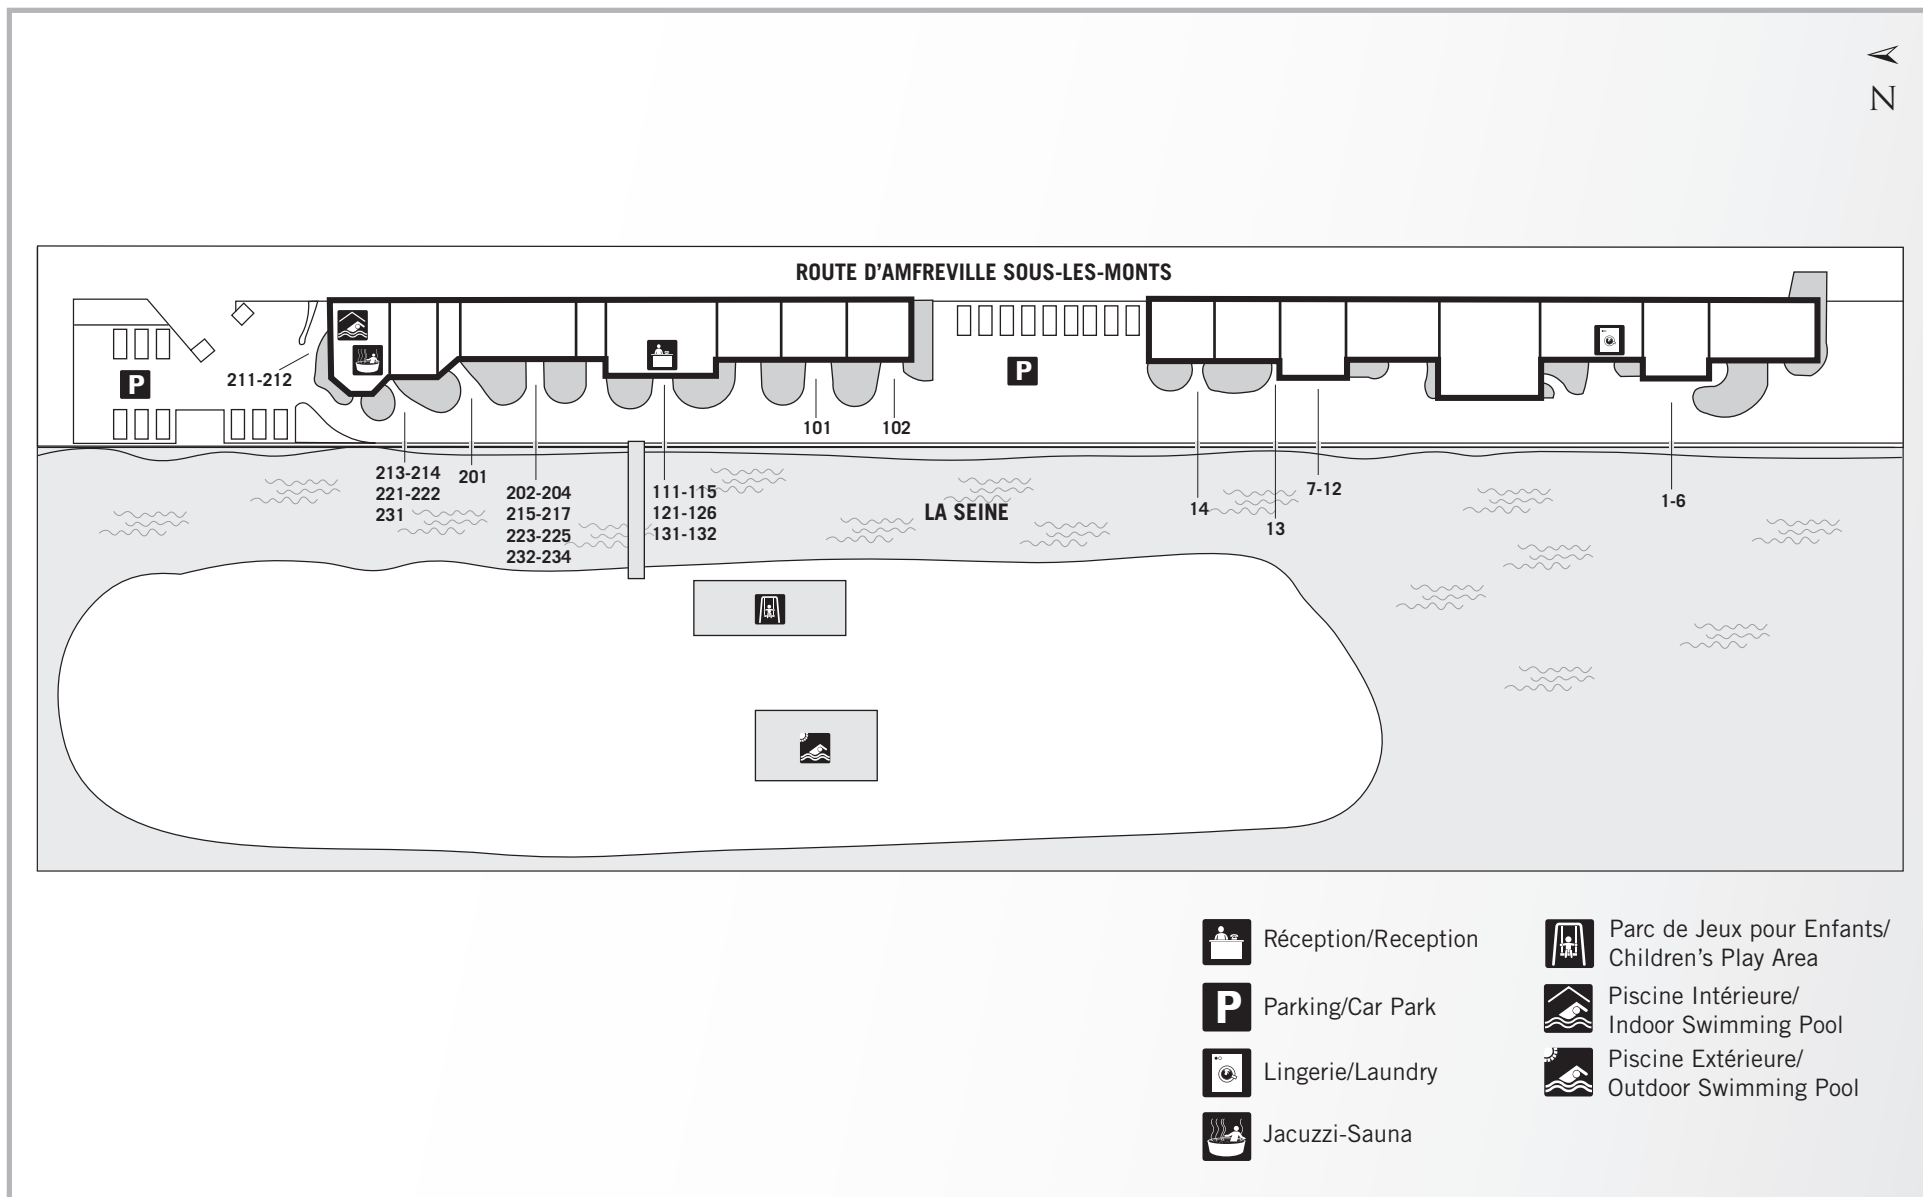 N
ROUTE D'AMFREVILLE SOUS-LES-MONTS
P
211-212
P
101
102
213-214
221-222
231
201
202-204
215-217
223-225
232-234
111-115
121-126
131-132
LA SEINE
14
13
7-12
1-6
Réception/Reception
P Parking/Car Park
Lingerie/Laundry
Jacuzzi-Sauna
Parc de Jeux pour Enfants/
Children's Play Area
Piscine Intérieure/
Indoor Swimming Pool
Piscine Extérieure/
Outdoor Swimming Pool